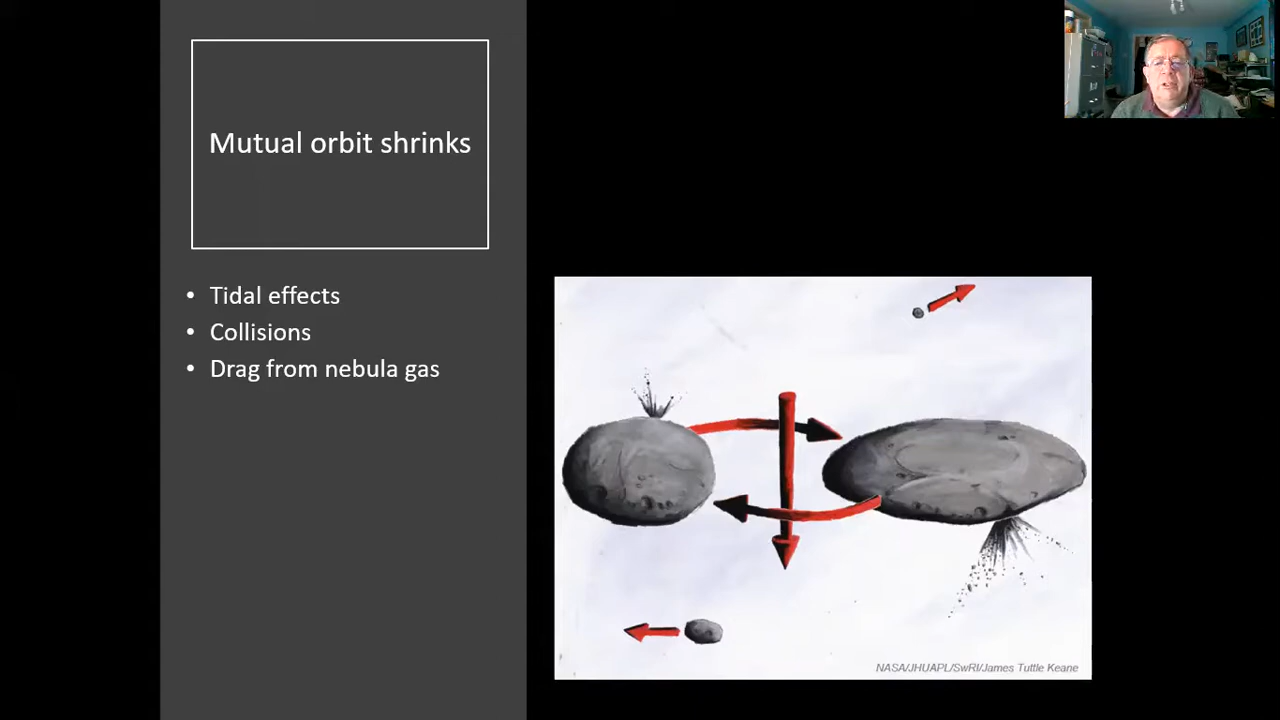 Mutual orbit shrinks
• Tidal effects
• Collisions
• Drag from nebula gas
NASA/JHUAPL/SwRI/James Tuttle Keane